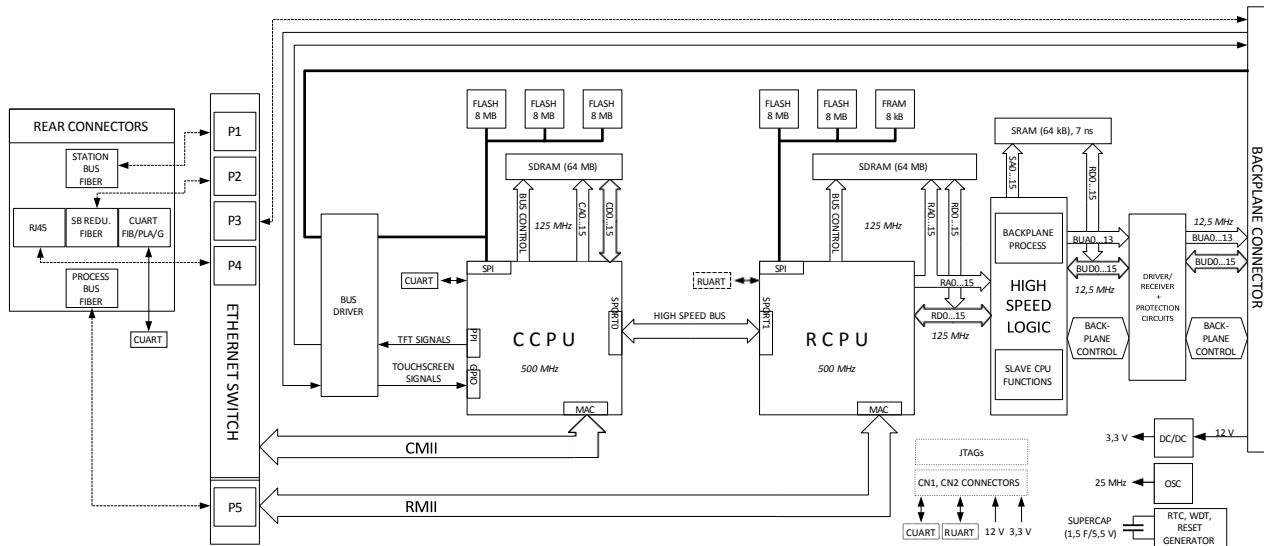 REAR CONNECTORS
STATION
BUS
FIBER
RJ45
SB REDU.
FIBER
CUART
FIB/PLA/G
PROCESS
BUS
FIBER
CUART
P1
P2
P3
P4
ETHERNET SWITCH
P5
BUS
DRIVER
FLASH
8 MB
FLASH
8 MB
FLASH
8 MB
SDRAM (64 MB)
BUS CONTROL
125 MHz
CA0...15
CD0...15
CUART
SPI
SPORT0
PPI
GPIO
CCPU
500 MHz
MAC
TFT SIGNALS
TOUCHSCREEN
SIGNALS
CMII
RMII
HIGH SPEED BUS
FLASH
8 MB
FLASH
8 MB
FRAM
8 kB
SDRAM (64 MB)
BUS CONTROL
125 MHz
RA0...15
RD0...15
RUART
SPI
SPORT1
RCPU
500 MHz
MAC
RA0...15
RD0...15
125 MHz
SRAM (64 kB), 7 ns
SA0...15
RD0...15
BACKPLANE
PROCESS
HIGH
SPEED
LOGIC
SLAVE CPU
FUNCTIONS
BUA0...13
BUD0...15
12,5 MHz
BACK-
PLANE
CONTROL
DRIVER/
RECEIVER
+
PROTECTION
CIRCUITS
12,5 MHz
BUA0...13
BUD0...15
BACK-
PLANE
CONTROL
BACKPLANE CONNECTOR
JTAGs
CN1, CN2 CONNECTORS
CUART
RUART
12 V
3,3 V
3,3 V
DC/DC
12 V
25 MHz
OSC
SUPERCAP
(1,5 F/5,5 V)
RTC, WDT,
RESET
GENERATOR